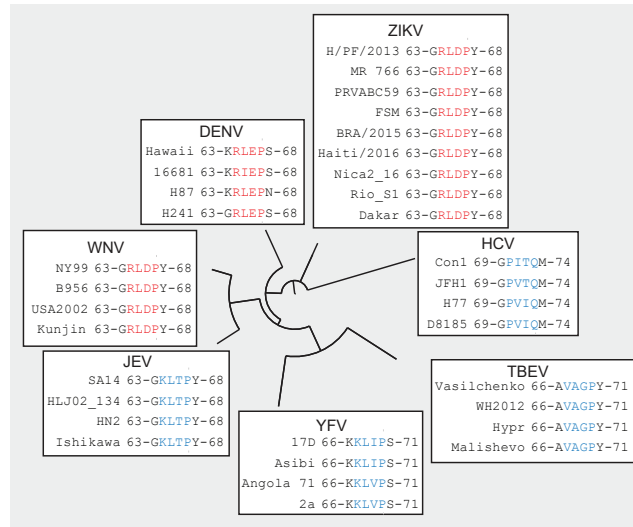 ZIKV
H/PF/2013 63-GRLDPY-68
MR 766 63-GRLDPY-68
PRVABC59 63-GRLDPY-68
FSM 63-GRLDPY-68
BRA/2015 63-GRLDPY-68
Haiti/2016 63-GRLDPY-68
Nica2_16 63-GRLDPY-68
Rio_S1 63-GRLDPY-68
Dakar 63-GRLDPY-68
DENV
Hawaii 63-KRLEPS-68
16681 63-KRIEPS-68
H87 63-KRLEPN-68
H241 63-GRLEPS-68
WNV
NY99 63-GRLDPY-68
B956 63-GRLDPY-68
USA2002 63-GRLDPY-68
Kunjin 63-GRLDPY-68
HCV
Con1 69-GPITQM-74
JFH1 69-GPVTQM-74
H77 69-GPVIQM-74
D8185 69-GPVIQM-74
JEV
SA14 63-GKLTPY-68
HLJ02_134 63-GKLTPY-68
HN2 63-GKLTPY-68
Ishikawa 63-GKLTPY-68
TBEV
Vasilchenko 66-AVAGPY-71
WH2012 66-AVAGPY-71
Hypr 66-AVAGPY-71
Malishevo 66-AVAGPY-71
YFV
17D 66-KKLIPS-71
Asibi 66-KKLIPS-71
Angola 71 66-KKLVPS-71
2a 66-KKLVPS-71